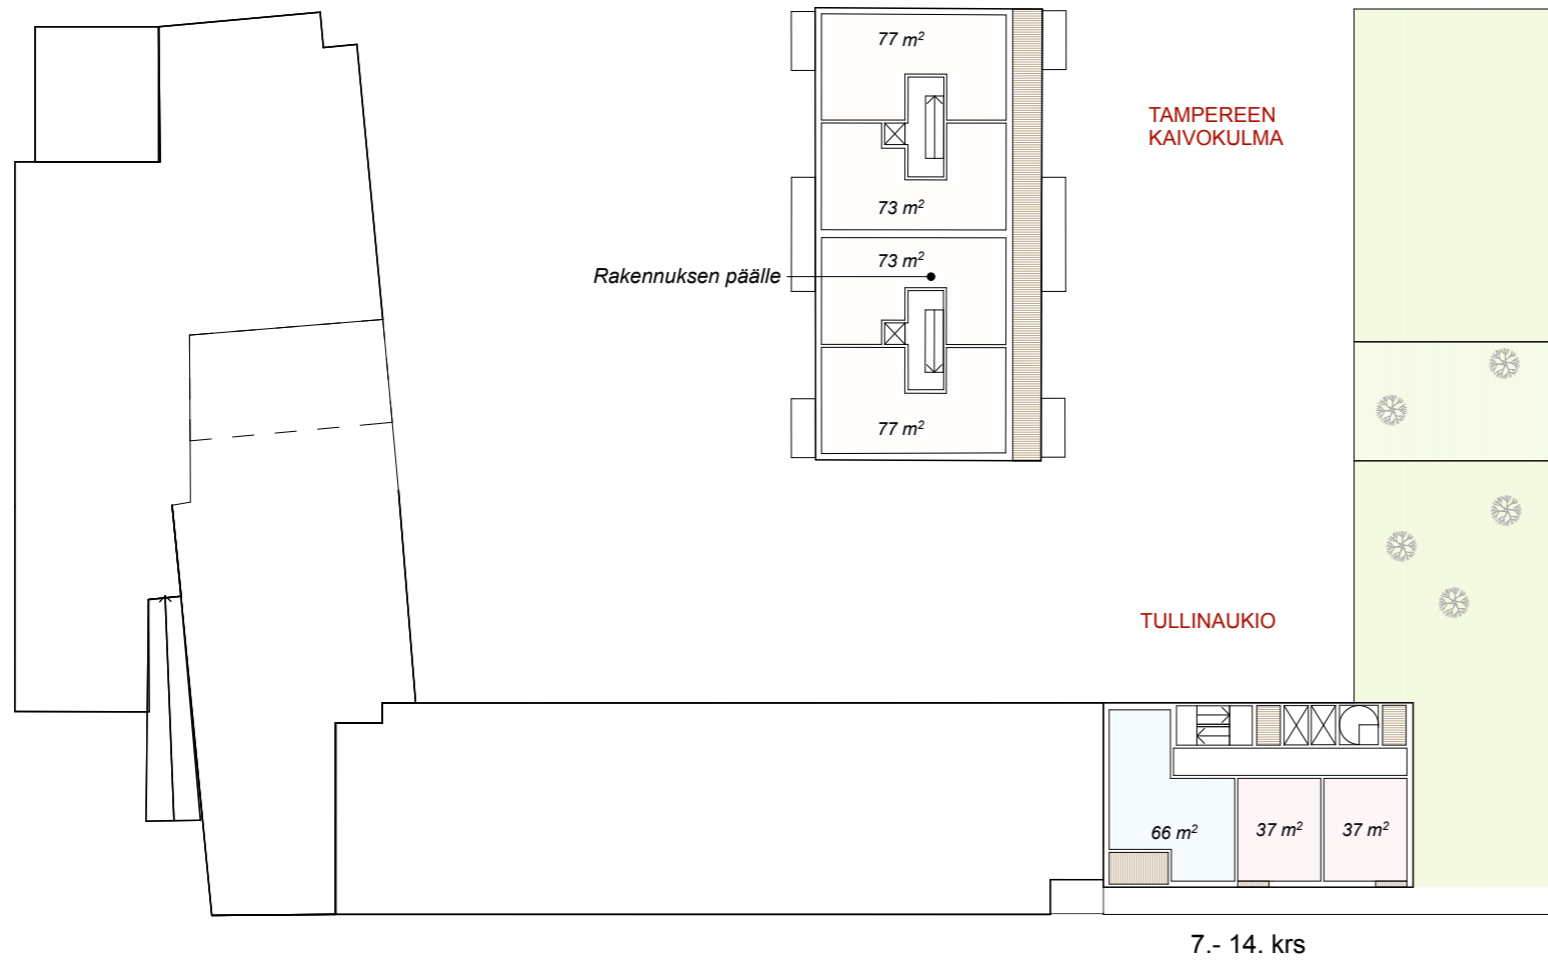 77 m²
TAMPEREEN
KAIVOKULMA
73 m²
73 m²
Rakennuksen päälle
77 m²
TULLINAUKIO
66 m²
37 m²
37 m²
7.- 14. krs